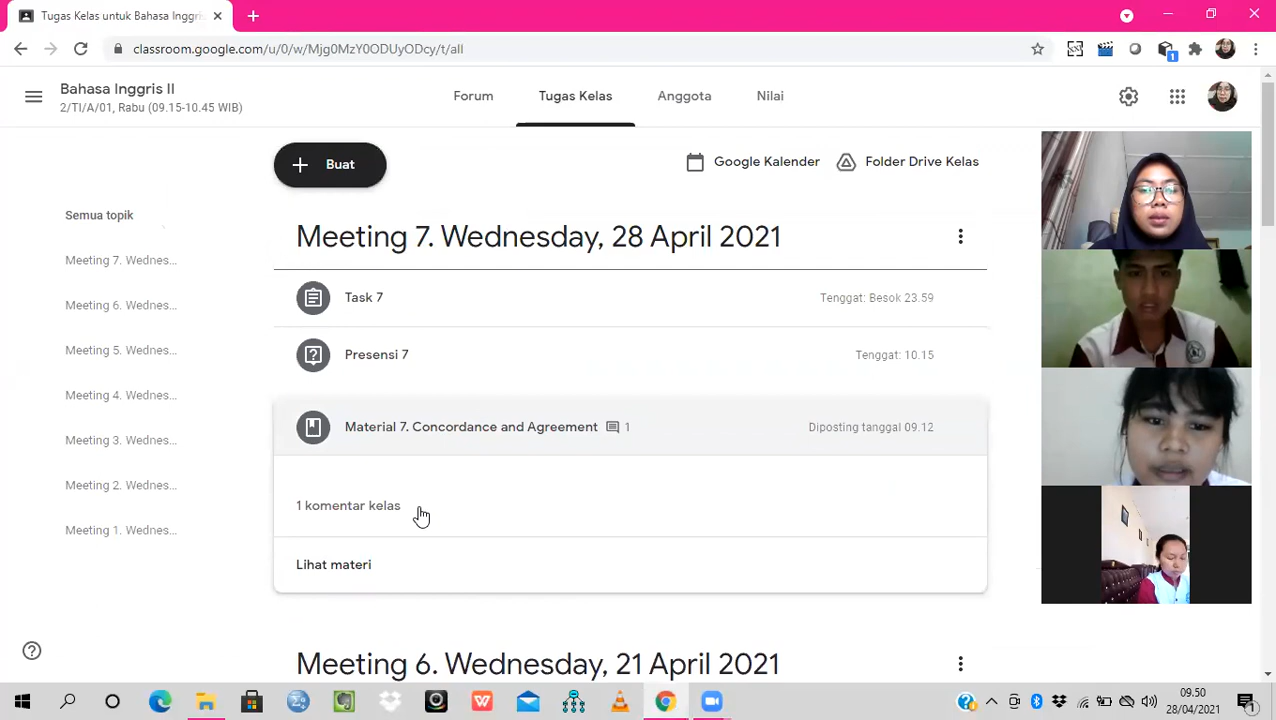 Tugas Kelas untuk Bahasa Inggris
classroom.google.com/u/0/w/Mjg0MzY0ODUyODcy/t/all
1
Bahasa Inggris II
2/TI/A/01, Rabu (09.15-10.45 WIB)
Forum
Tugas Kelas
Anggota
Nilai
Buat
Google Kalender
Folder Drive Kelas
Semua topik
Meeting 7. Wednes...
Meeting 6. Wednes...
Meeting 5. Wednes...
Meeting 4. Wednes...
Meeting 3. Wednes...
Meeting 2. Wednes...
Meeting 1. Wednes...
Meeting 7. Wednesday, 28 April 2021
Task 7
Tenggat: Besok 23.59
Presensi 7
Tenggat: 10.15
Material 7. Concordance and Agreement 1
Diposting tanggal 09.12
1 komentar kelas
Lihat materi
Meeting 6. Wednesday, 21 April 2021
09.50
28/04/2021
1